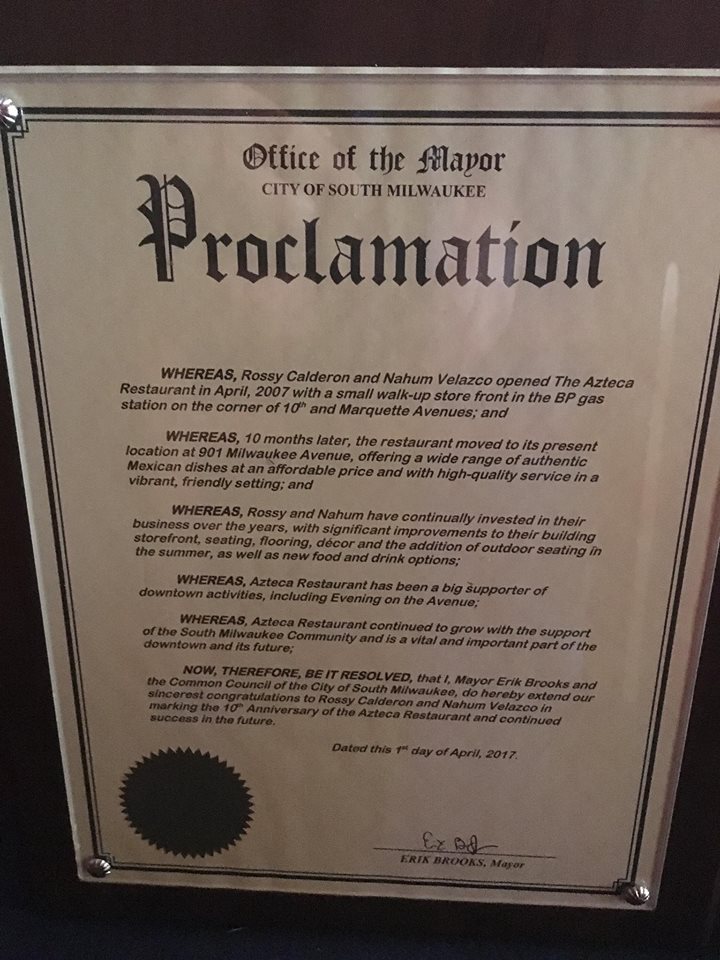 Office of the Mayor
CITY OF SOUTH MILWAUKEE
Proclamation
WHEREAS, Rossy Calderon and Nahum Velazco opened The Azteca
Restaurant in April, 2007 with a small walk-up store front in the BP gas
station on the corner of 10th and Marquette Avenues; and
WHEREAS, 10 months later, the restaurant moved to its present
location at 901 Milwaukee Avenue, offering a wide range of authentic
Mexican dishes at an affordable price and with high-quality service in a
vibrant, friendly setting; and
WHEREAS, Rossy and Nahum have continually invested in their
business over the years, with significant improvements to their building
storefront, seating, flooring, décor and the addition of outdoor seating in
the summer, as well as new food and drink options;
WHEREAS, Azteca Restaurant has been a big supporter of
downtown activities, including Evening on the Avenue;
WHEREAS, Azteca Restaurant continued to grow with the support
of the South Milwaukee Community and is a vital and important part of the
downtown and its future;
NOW, THEREFORE, BE IT RESOLVED, that I, Mayor Erik Brooks and
the Common Council of the City of South Milwaukee, do hereby extend our
sincerest congratulations to Rossy Calderon and Nahum Velazco in
marking the 10th Anniversary of the Azteca Restaurant and continued
success in the future.
Dated this 1st day of April, 2017.
ERIK BROOKS, Mayor